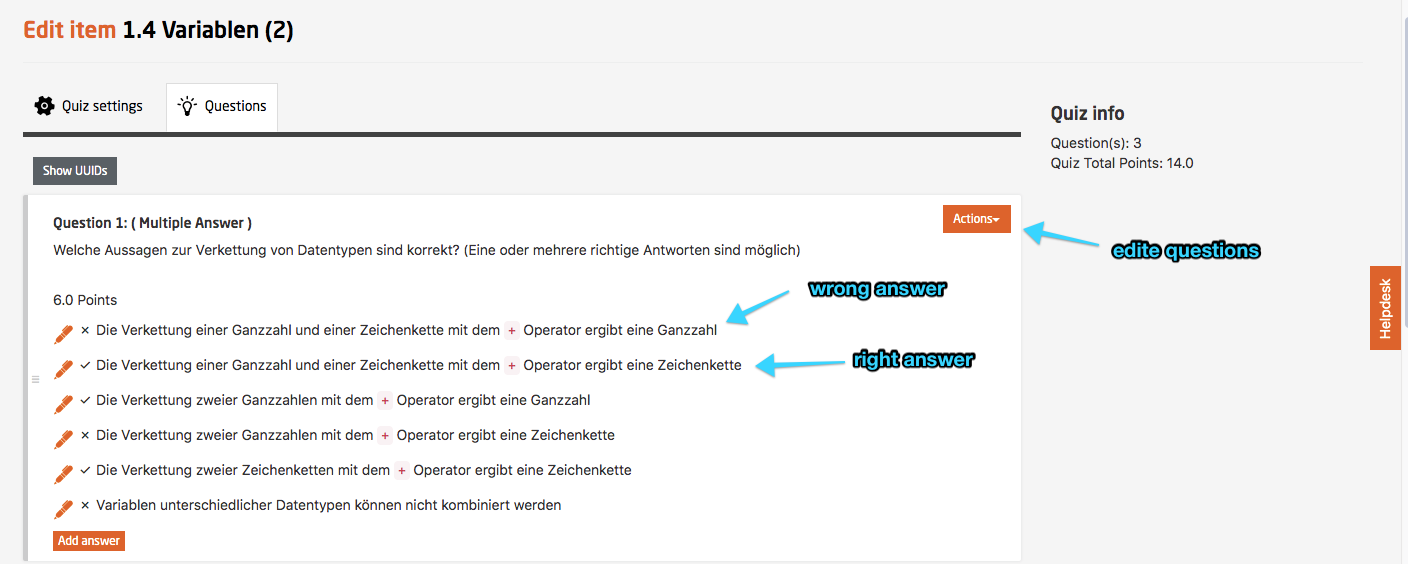 Edit item 1.4 Variablen (2)
Quiz settings
Questions
Quiz info
Question(s): 3
Quiz Total Points: 14.0
Show UUIDs
Question 1: ( Multiple Answer )
Actions
Welche Aussagen zur Verkettung von Datentypen sind korrekt? (Eine oder mehrere richtige Antworten sind möglich)
edite questions
6.0 Points
wrong answer
× Die Verkettung einer Ganzzahl und einer Zeichenkette mit dem + Operator ergibt eine Ganzzahl
✓ Die Verkettung einer Ganzzahl und einer Zeichenkette mit dem + Operator ergibt eine Zeichenkette
right answer
✓ Die Verkettung zweier Ganzzahlen mit dem + Operator ergibt eine Ganzzahl
× Die Verkettung zweier Ganzzahlen mit dem + Operator ergibt eine Zeichenkette
✓ Die Verkettung zweier Zeichenketten mit dem + Operator ergibt eine Zeichenkette
× Variablen unterschiedlicher Datentypen können nicht kombiniert werden
Add answer
Helpdesk